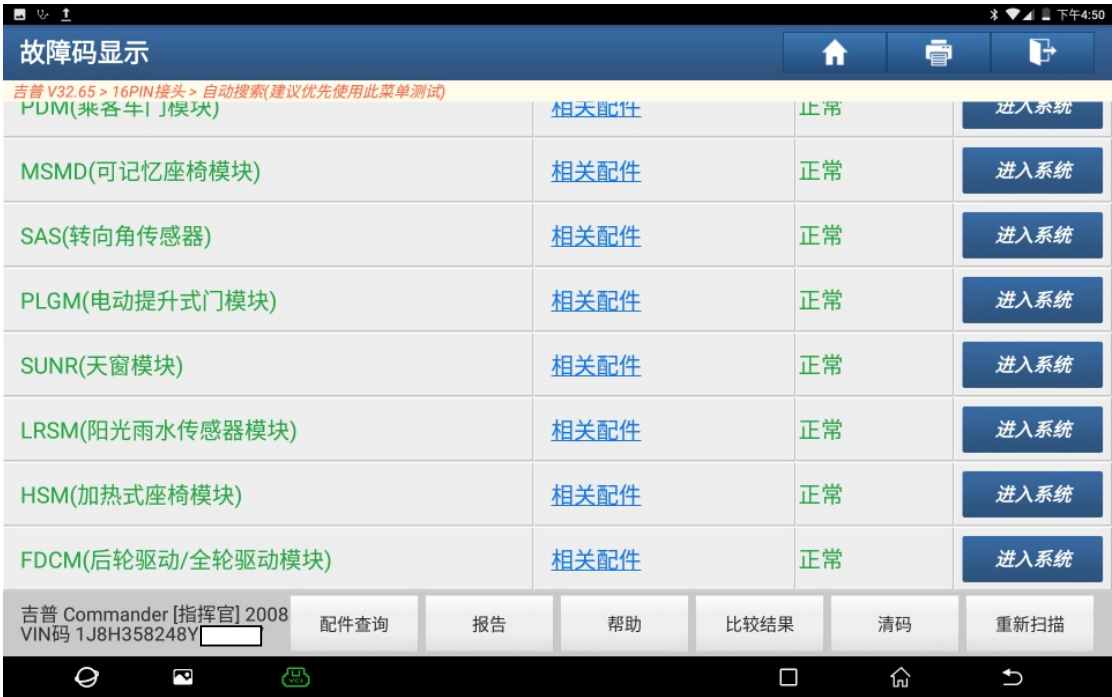 下午4:50
故障码显示
吉普 V32.65 > 16PIN接头 > 自动搜索(建议优先使用此菜单测试)
PDM(乘客车门模块) 相关配件 正常 进入系统
MSMD(可记忆座椅模块) 相关配件 正常 进入系统
SAS(转向角传感器) 相关配件 正常 进入系统
PLGM(电动提升式门模块) 相关配件 正常 进入系统
SUNR(天窗模块) 相关配件 正常 进入系统
LRSM(阳光雨水传感器模块) 相关配件 正常 进入系统
HSM(加热式座椅模块) 相关配件 正常 进入系统
FDCM(后轮驱动/全轮驱动模块) 相关配件 正常 进入系统
吉普 Commander [指挥官] 2008
VIN码 1J8H358248Y
配件查询 报告 帮助 比较结果 清码 重新扫描
VCI